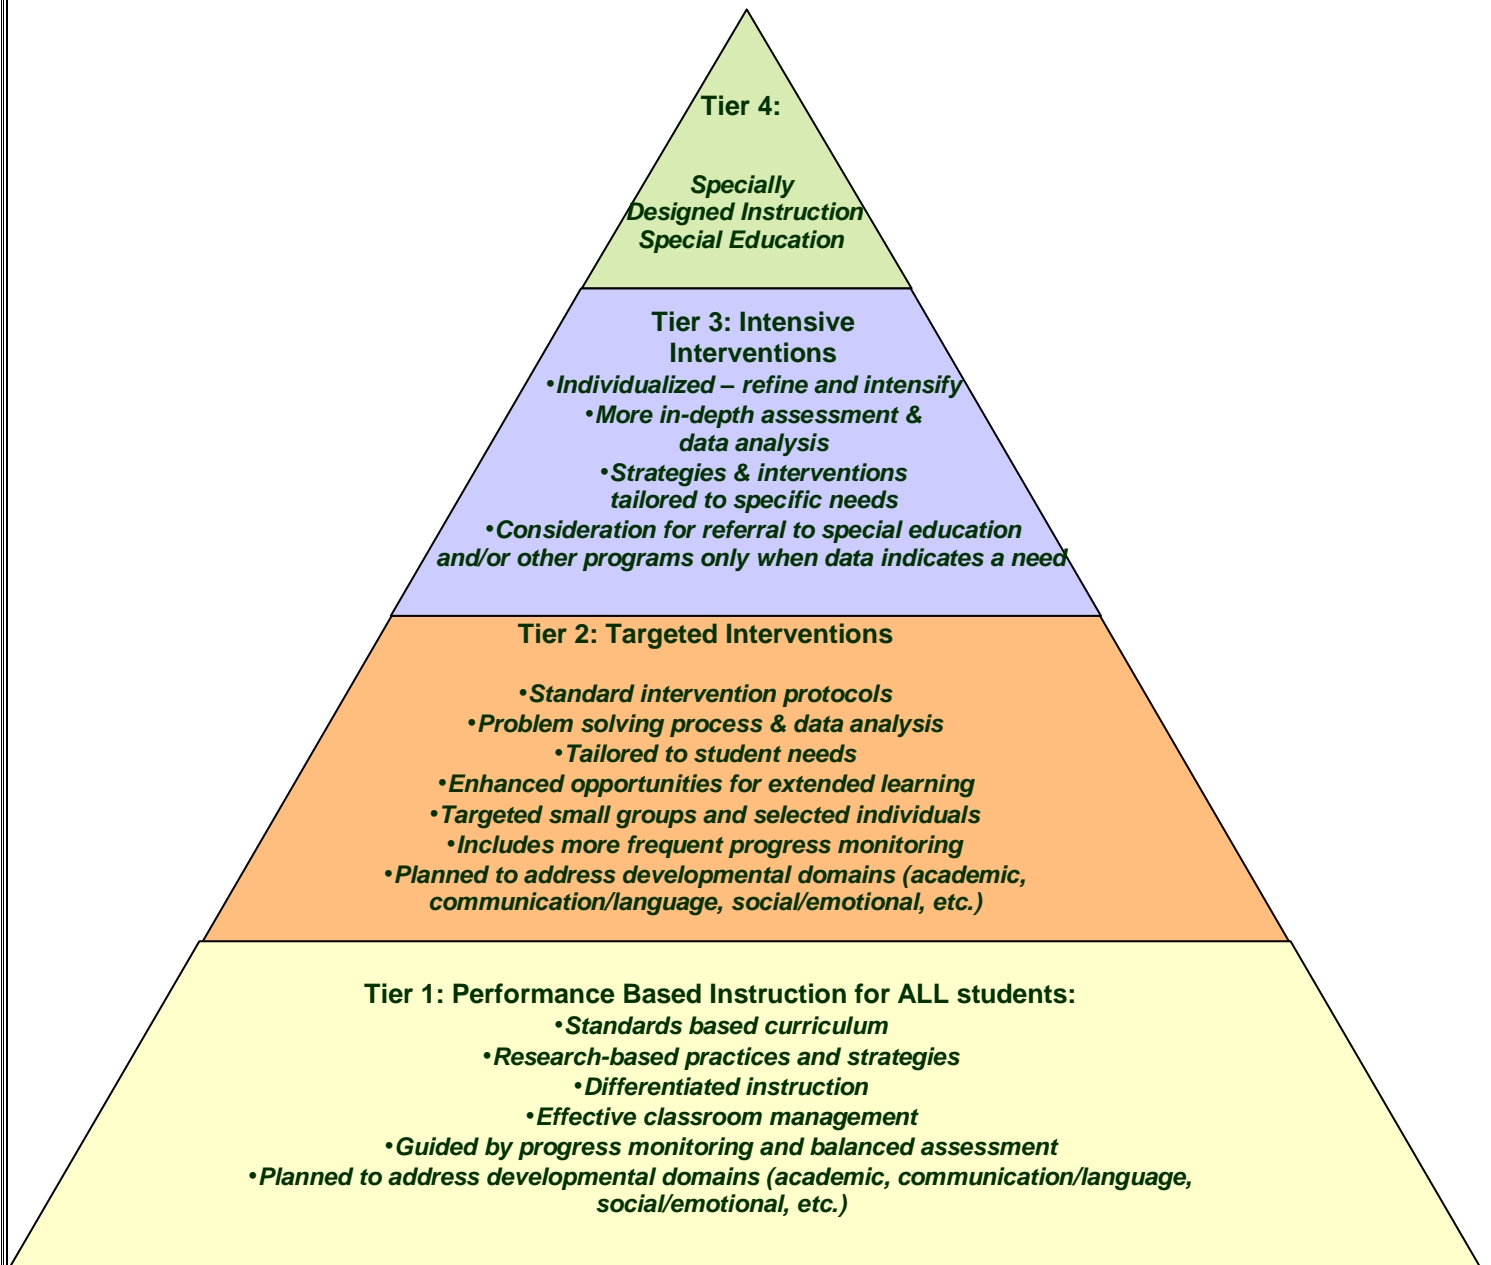 Tier 4:
Specially
Designed Instruction
Special Education
Tier 3: Intensive
Interventions
•Individualized – refine and intensify
•More in-depth assessment &
data analysis
•Strategies & interventions
tailored to specific needs
•Consideration for referral to special education
and/or other programs only when data indicates a need
Tier 2: Targeted Interventions
•Standard intervention protocols
•Problem solving process & data analysis
•Tailored to student needs
•Enhanced opportunities for extended learning
•Targeted small groups and selected individuals
•Includes more frequent progress monitoring
•Planned to address developmental domains (academic,
communication/language, social/emotional, etc.)
Tier 1: Performance Based Instruction for ALL students:
•Standards based curriculum
•Research-based practices and strategies
•Differentiated instruction
•Effective classroom management
•Guided by progress monitoring and balanced assessment
•Planned to address developmental domains (academic, communication/language,
social/emotional, etc.)